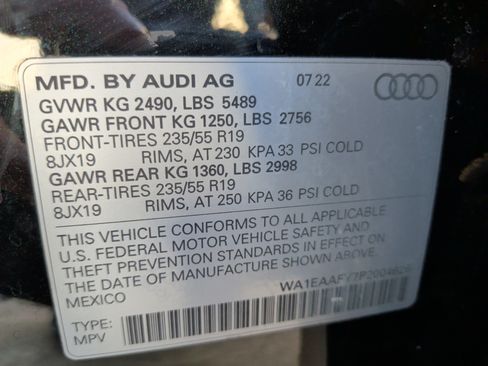 MFD. BY AUDI AG 07 22
GVWR KG 2490, LBS 5489
GAWR FRONT KG 1250, LBS 2756
FRONT-TIRES 235/55 R19
8JX19 RIMS, AT 230 KPA 33 PSI COLD
GAWR REAR KG 1360, LBS 2998
REAR-TIRES 235/55 R19
8JX19 RIMS, AT 250 KPA 36 PSI COLD
THIS VEHICLE CONFORMS TO ALL APPLICABLE
U.S. FEDERAL MOTOR VEHICLE SAFETY AND
THEFT PREVENTION STANDARDS IN EFFECT ON
THE DATE OF MANUFACTURE SHOWN ABOVE.
MEXICO
TYPE:
MPV